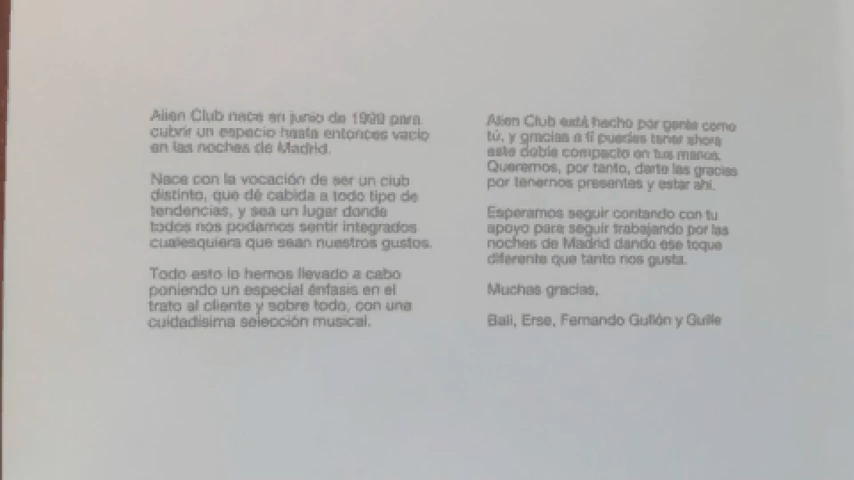 Alien Club nace en junio de 1999 para
cubrir un espacio hasta entonces vacío
en las noches de Madrid.
Nace con la vocación de ser un club
distinto, que dé cabida a todo tipo de
tendencias, y sea un lugar donde
todos nos podamos sentir integrados
cualesquiera que sean nuestros gustos.
Todo esto lo hemos llevado a cabo
poniendo un especial énfasis en el
trato al cliente y sobre todo, con una
cuidadísima selección musical.
Alien Club está hecho por gente como
tú, y gracias a tí puedes tener ahora
este doble compacto en tus manos.
Queremos, por tanto, darte las gracias
por tenernos presentes y estar ahí.
Esperamos seguir contando con tu
apoyo para seguir trabajando por las
noches de Madrid dando ese toque
diferente que tanto nos gusta.
Muchas gracias,
Bali, Erse, Fernando Gullón y Guille